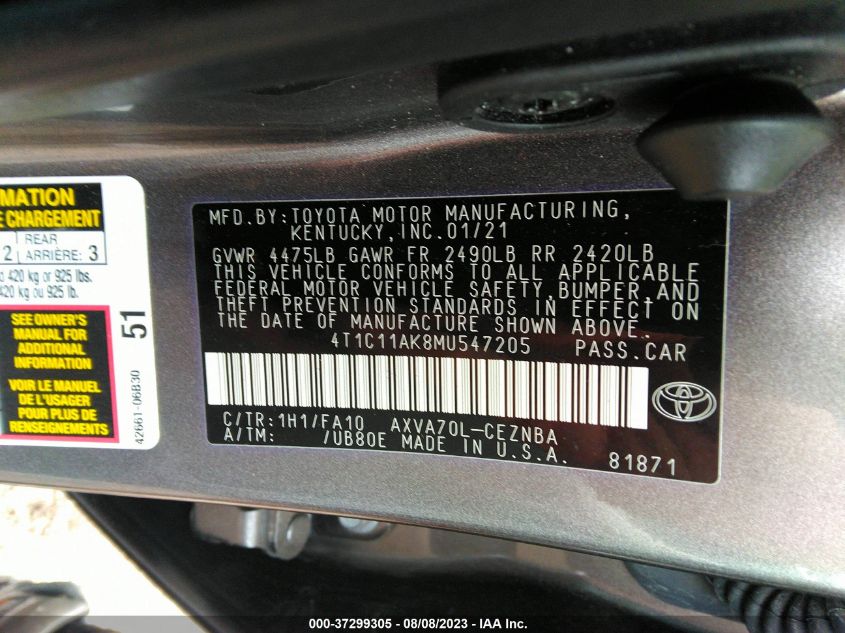 MATION
E CHARGEMENT
2 REAR ARRIÈRE: 3
420 kg or 925 lbs.
420 kg ou 925 lb.
SEE OWNER'S
MANUAL FOR
ADDITIONAL
INFORMATION
VOIR LE MANUEL
DE L'USAGER
POUR PLUS DE
RENSEIGNEMENTS
51
42661-06B30
MFD.BY:TOYOTA MOTOR MANUFACTURING,
KENTUCKY,INC.01/21
GVWR 4475LB GAWR FR 2490LB RR 2420LB
THIS VEHICLE CONFORMS TO ALL APPLICABLE
FEDERAL MOTOR VEHICLE SAFETY,BUMPER,AND
THEFT PREVENTION STANDARDS IN EFFECT ON
THE DATE OF MANUFACTURE SHOWN ABOVE.
4T1C11AK8MU547205 PASS.CAR
C/TR:1H1/FA10 AXVA70L-CEZNBA
A/TM: /UB80E MADE IN U.S.A.
81871
000-37299305 - 08/08/2023 - IAA Inc.